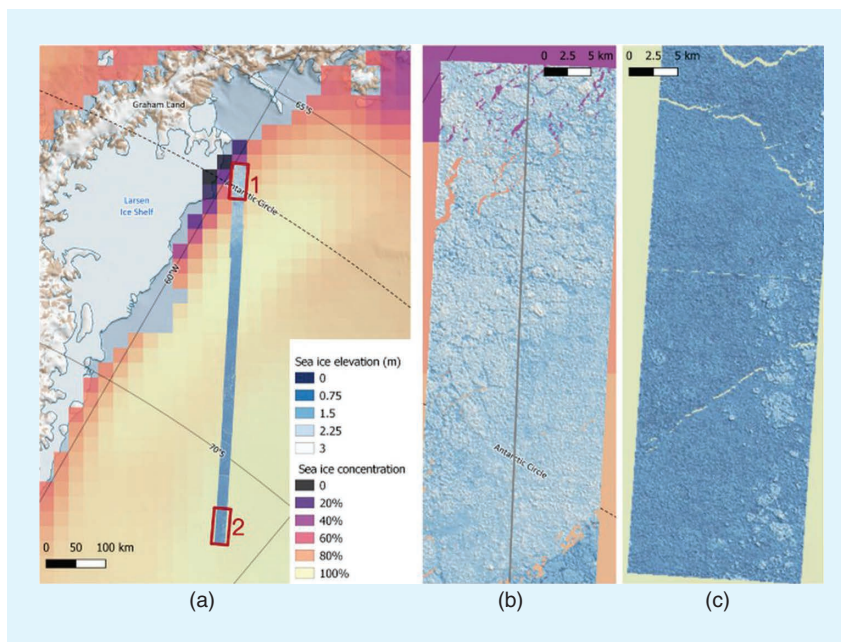 Graham Land
65°S
Larsen
Ice Shelf
1
Antarctic Circle
60°W
70°S
2
0 50 100 km
Sea ice elevation (m)
0
0.75
1.5
2.25
3
Sea ice concentration
0
20%
40%
60%
80%
100%
(a)
0 2.5 5 km
Antarctic Circle
(b)
0 2.5 5 km
(c)